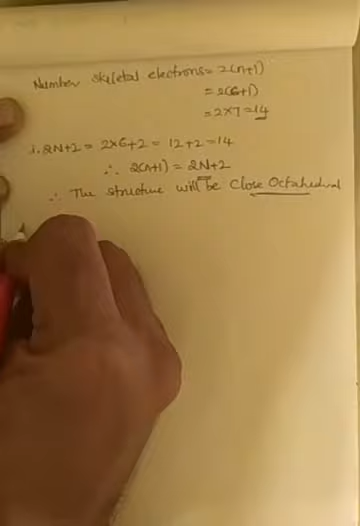 Number skeletal electrons = 2(n+1)
= 2(6+1)
= 2×7 = 14
∴ 2N+2 = 2×6+2 = 12+2 = 14
∴ 2(n+1) = 2N+2
∴ The structure will be Close Octahedral